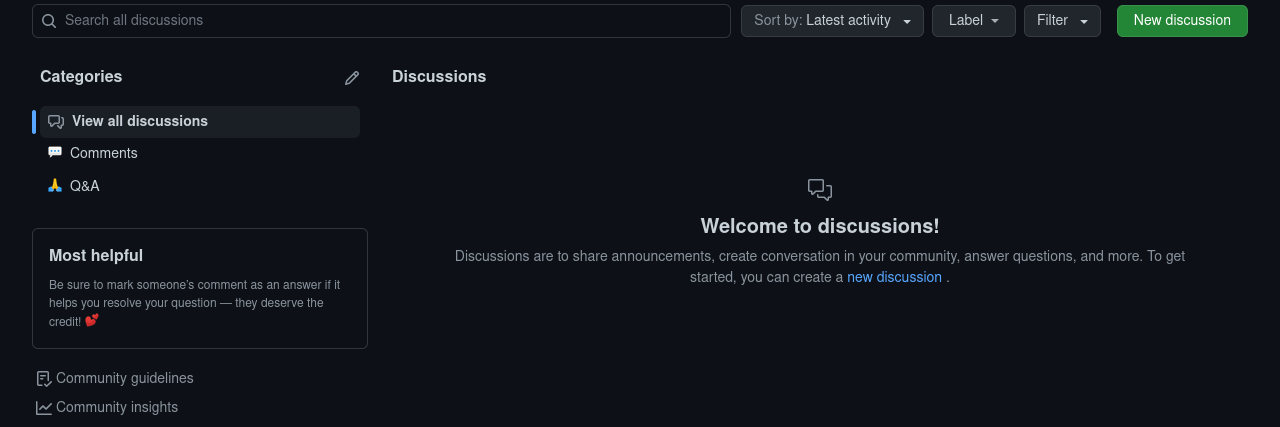 Search all discussions
Sort by: Latest activity
Label
Filter
New discussion
Categories
View all discussions
Comments
Q&A
Most helpful
Be sure to mark someone's comment as an answer if it
helps you resolve your question — they deserve the
credit! 💕
Community guidelines
Community insights
Discussions
Welcome to discussions!
Discussions are to share announcements, create conversation in your community, answer questions, and more. To get
started, you can create a new discussion .